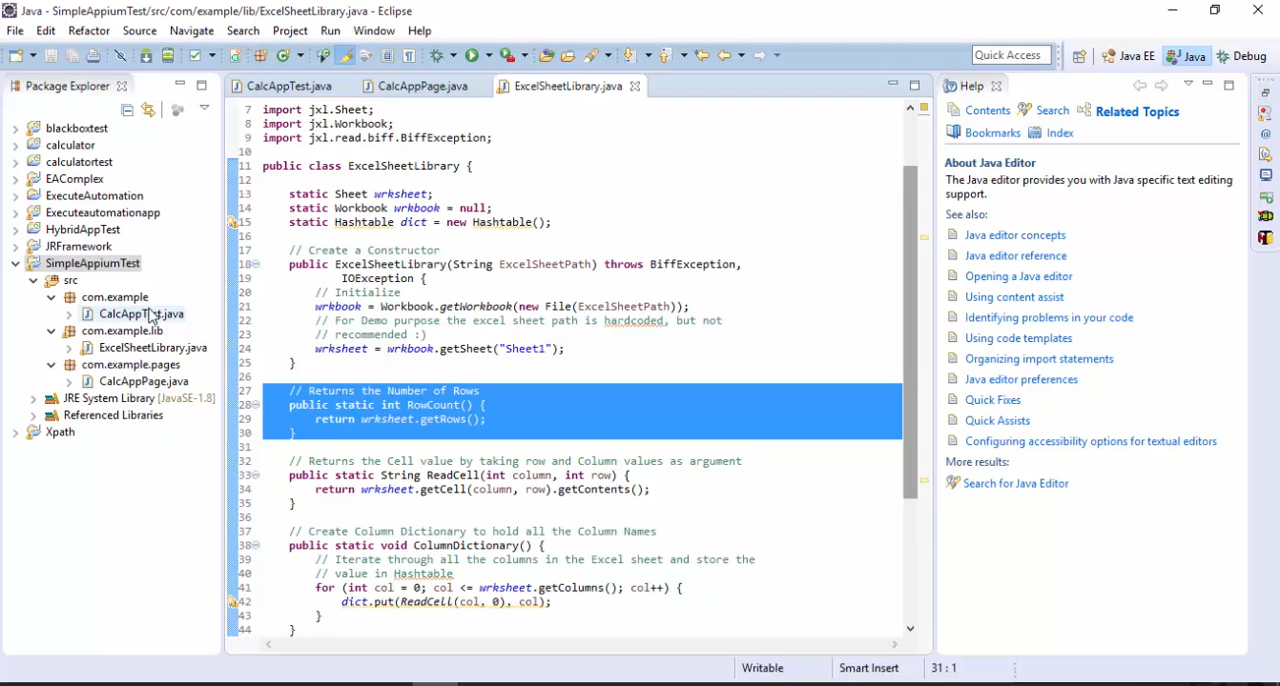 Java - SimpleAppiumTest/src/com/example/lib/ExcelSheetLibrary.java - Eclipse
File Edit Refactor Source Navigate Search Project Run Window Help
Quick Access
Java EE
Java
Debug
Package Explorer
blackboxtest
calculator
calculatortest
EAComplex
ExecuteAutomation
Executeautomationapp
HybridAppTest
JRFramework
SimpleAppiumTest
src
com.example
CalcAppTest.java
com.example.lib
ExcelSheetLibrary.java
com.example.pages
CalcAppPage.java
JRE System Library [JavaSE-1.8]
Referenced Libraries
Xpath
CalcAppTest.java CalcAppPage.java ExcelSheetLibrary.java
7 import jxl.Sheet;
8 import jxl.Workbook;
9 import jxl.read.biff.BiffException;
10
11 public class ExcelSheetLibrary {
12
13 static Sheet wrksheet;
14 static Workbook wrkbook = null;
15 static Hashtable dict = new Hashtable();
16
17 // Create a Constructor
18 public ExcelSheetLibrary(String ExcelSheetPath) throws BiffException,
19 IOException {
20 // Initialize
21 wrkbook = Workbook.getWorkbook(new File(ExcelSheetPath));
22 // For Demo purpose the excel sheet path is hardcoded, but not
23 // recommended :)
24 wrksheet = wrkbook.getSheet("Sheet1");
25 }
26
27 // Returns the Number of Rows
28 public static int RowCount() {
29 return wrksheet.getRows();
30 }
31
32 // Returns the Cell value by taking row and Column values as argument
33 public static String ReadCell(int column, int row) {
34 return wrksheet.getCell(column, row).getContents();
35 }
36
37 // Create Column Dictionary to hold all the Column Names
38 public static void ColumnDictionary() {
39 // Iterate through all the columns in the Excel sheet and store the
40 // value in Hashtable
41 for (int col = 0; col <= wrksheet.getColumns(); col++) {
42 dict.put(ReadCell(col, 0), col);
43 }
44 }
Help
Contents Search Related Topics
Bookmarks Index
About Java Editor
The Java editor provides you with Java specific text editing
support.
See also:
Java editor concepts
Java editor reference
Opening a Java editor
Using content assist
Identifying problems in your code
Using code templates
Organizing import statements
Java editor preferences
Quick Fixes
Quick Assists
Configuring accessibility options for textual editors
More results:
Search for Java Editor
Writable
Smart Insert
31 : 1